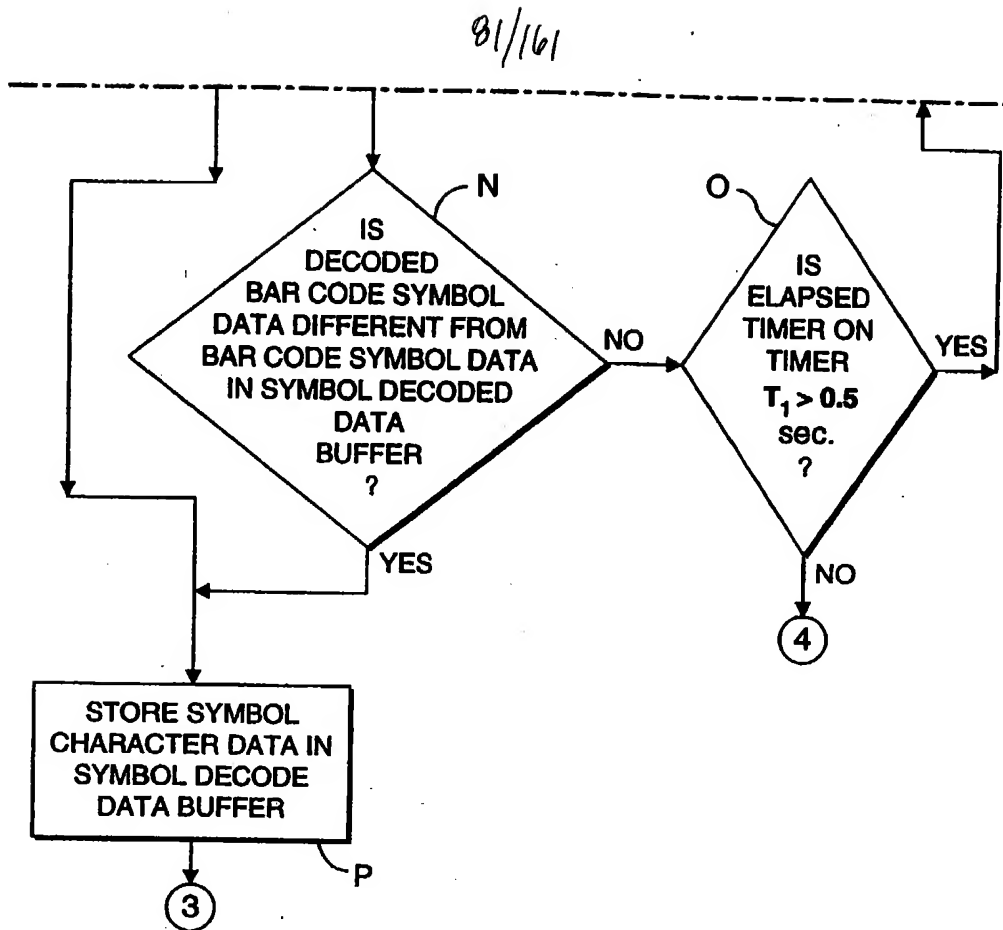 81/161
N
IS
DECODED
BAR CODE SYMBOL
DATA DIFFERENT FROM
BAR CODE SYMBOL DATA
IN SYMBOL DECODED
DATA
BUFFER
?
NO
YES
O
IS
ELAPSED
TIMER ON
TIMER
T₁ > 0.5
sec.
?
YES
NO
4
STORE SYMBOL
CHARACTER DATA IN
SYMBOL DECODE
DATA BUFFER
P
3